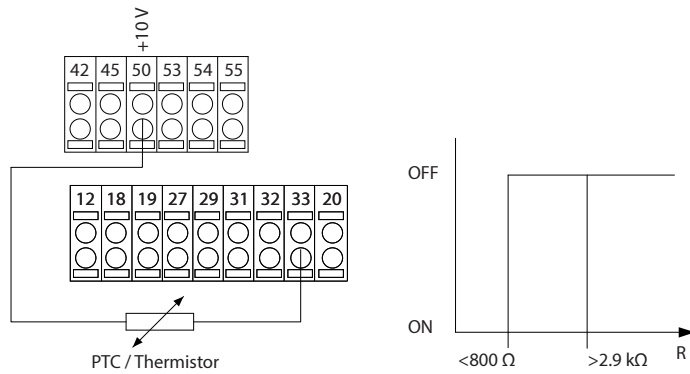 +10 V
42 45 50 53 54 55
12 18 19 27 29 31 32 33 20
PTC / Thermistor
OFF
ON
<800 Ω
>2.9 kΩ
R